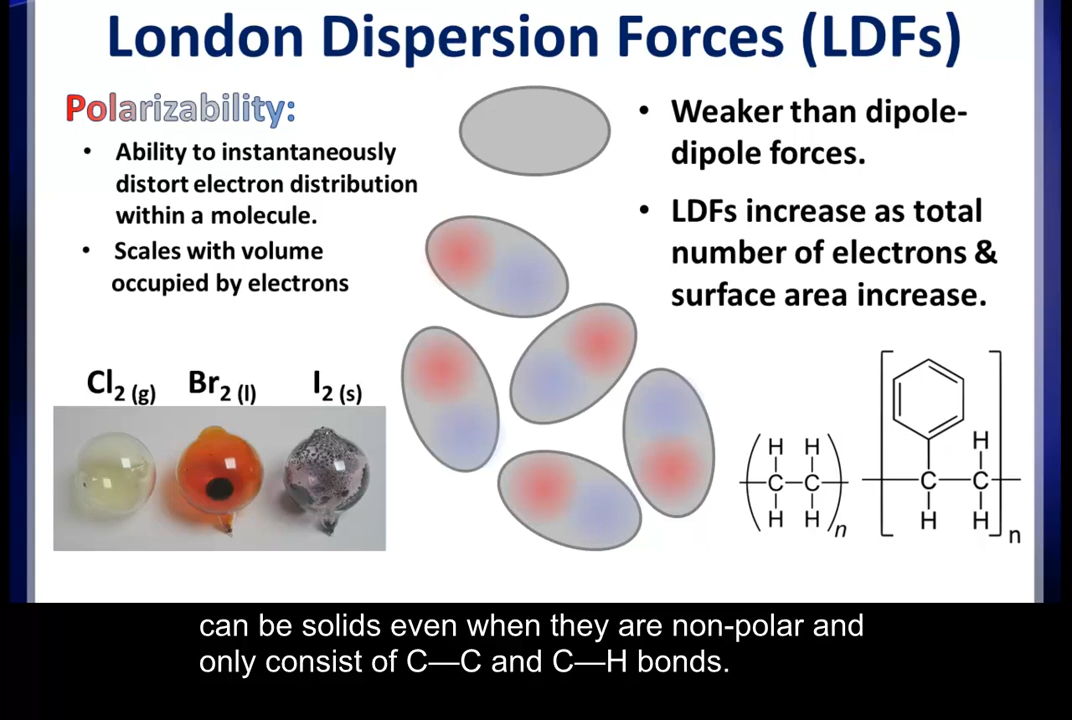 London Dispersion Forces (LDFs)
Polarizability:
• Ability to instantaneously
distort electron distribution
within a molecule.
• Scales with volume
occupied by electrons
• Weaker than dipole-
dipole forces.
• LDFs increase as total
number of electrons &
surface area increase.
Cl2 (g) Br2 (l) I2 (s)
H H
C–C
H H
n
H
C—C
H H
n
can be solids even when they are non-polar and
only consist of C—C and C—H bonds.